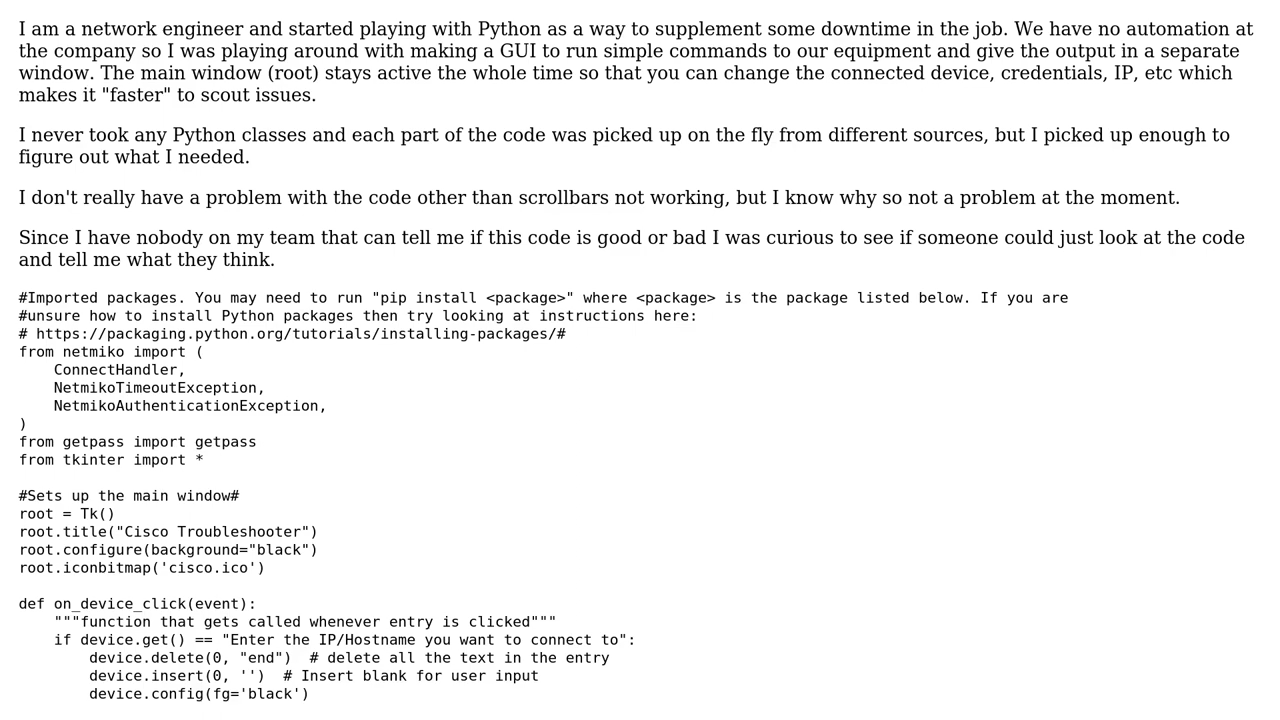 I am a network engineer and started playing with Python as a way to supplement some downtime in the job. We have no automation at
the company so I was playing around with making a GUI to run simple commands to our equipment and give the output in a separate
window. The main window (root) stays active the whole time so that you can change the connected device, credentials, IP, etc which
makes it "faster" to scout issues.
I never took any Python classes and each part of the code was picked up on the fly from different sources, but I picked up enough to
figure out what I needed.
I don't really have a problem with the code other than scrollbars not working, but I know why so not a problem at the moment.
Since I have nobody on my team that can tell me if this code is good or bad I was curious to see if someone could just look at the code
and tell me what they think.
#Imported packages. You may need to run "pip install <package>" where <package> is the package listed below. If you are
#unsure how to install Python packages then try looking at instructions here:
# https://packaging.python.org/tutorials/installing-packages/#
from netmiko import (
    ConnectHandler,
    NetmikoTimeoutException,
    NetmikoAuthenticationException,
)
from getpass import getpass
from tkinter import *
#Sets up the main window#
root = Tk()
root.title("Cisco Troubleshooter")
root.configure(background="black")
root.iconbitmap('cisco.ico')
def on_device_click(event):
    """function that gets called whenever entry is clicked"""
    if device.get() == "Enter the IP/Hostname you want to connect to":
        device.delete(0, "end")  # delete all the text in the entry
        device.insert(0, '')  # Insert blank for user input
        device.config(fg='black')